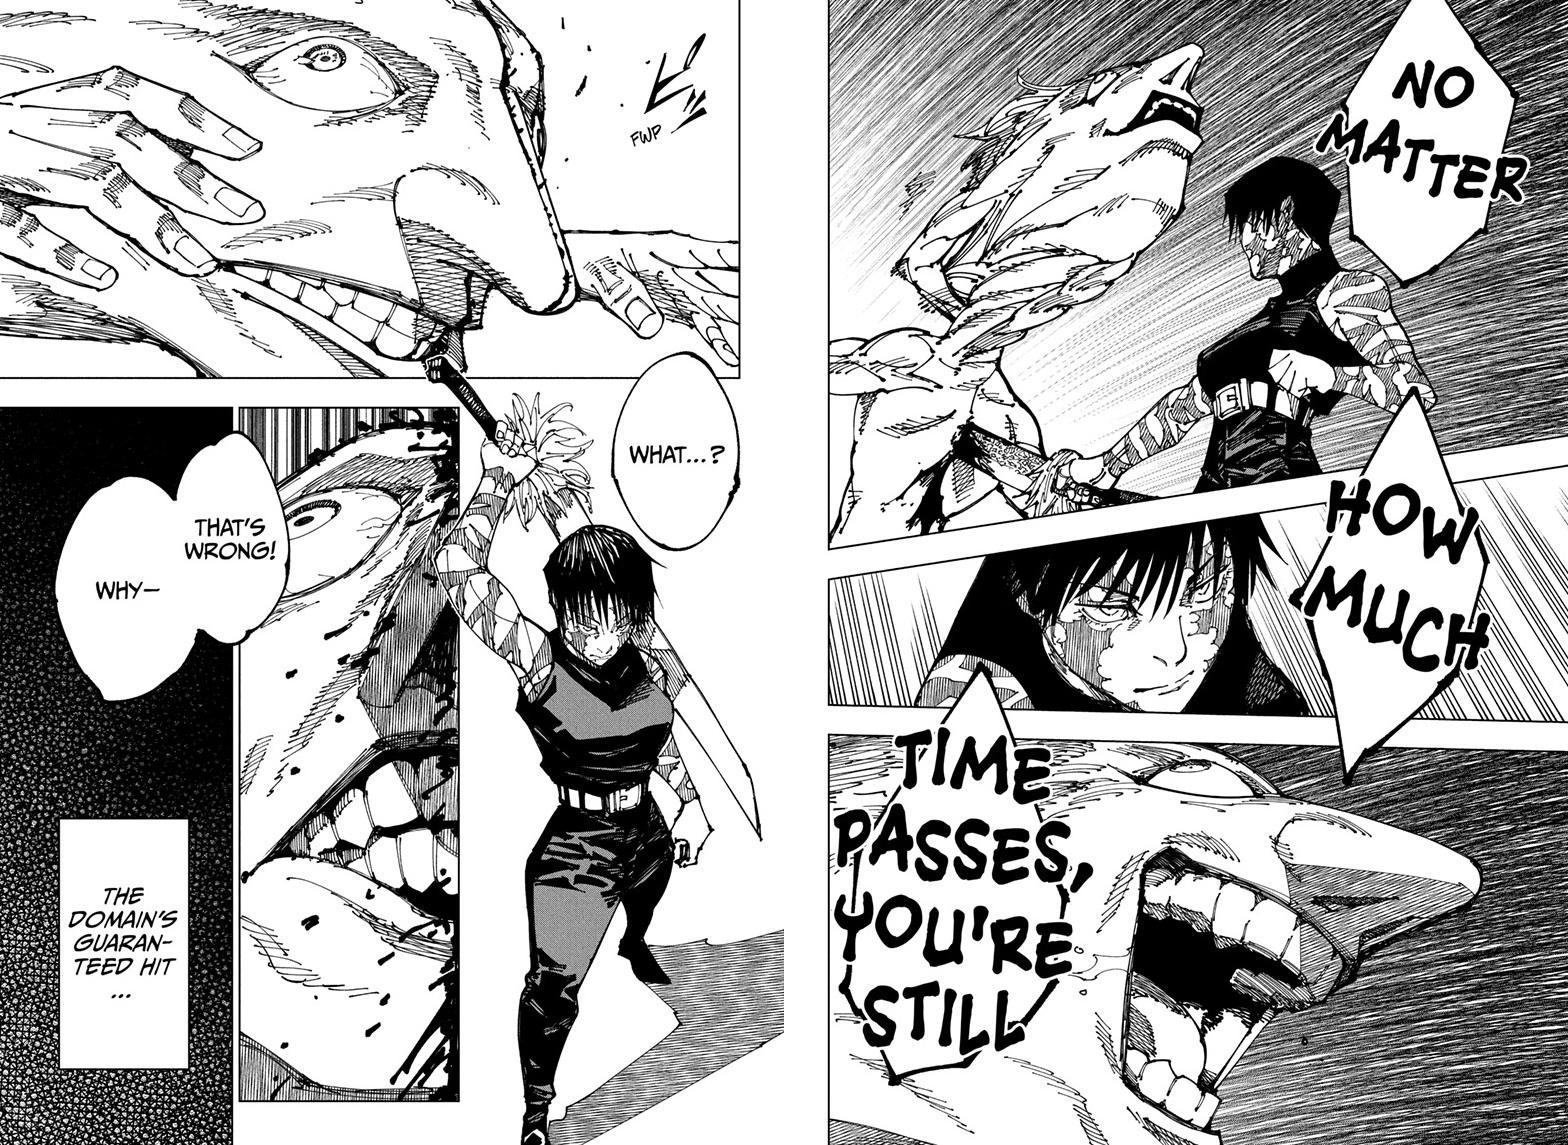 NO
MATTER
HOW
MUCH
TIME
PASSES,
YOU'RE
STILL
FWP
WHAT...?
THAT'S
WRONG!
WHY—
THE
DOMAIN'S
GUARAN-
TEED HIT
...